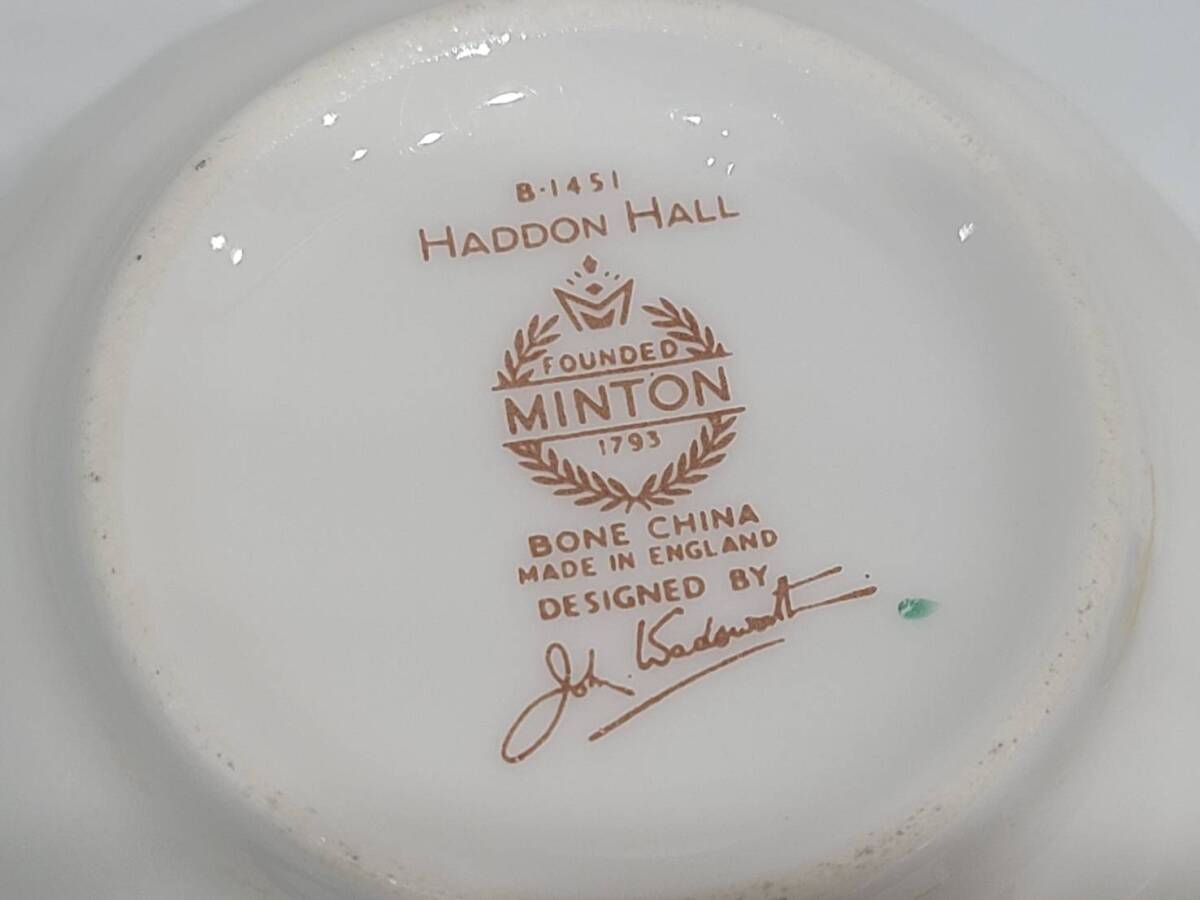 B·1451
HADDON HALL
FOUNDED
MINTON
1793
BONE CHINA
MADE IN ENGLAND
DESIGNED BY
John Wadsworth